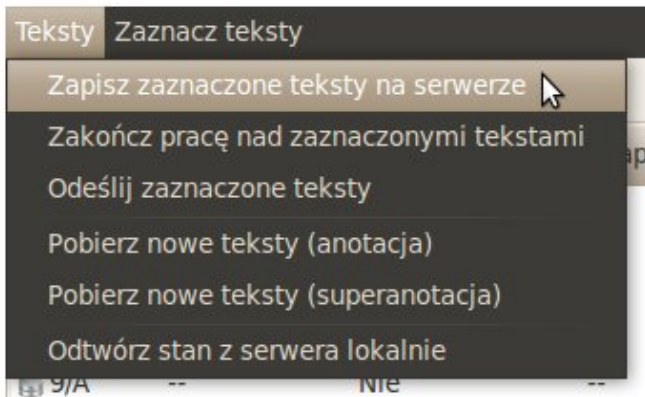 Teksty Zaznacz teksty
Zapisz zaznaczone teksty na serwerze
Zakończ pracę nad zaznaczonymi tekstami
Odeślij zaznaczone teksty
Pobierz nowe teksty (anotacja)
Pobierz nowe teksty (superanotacja)
Odtwórz stan z serwera lokalnie
9/A -- Nie --